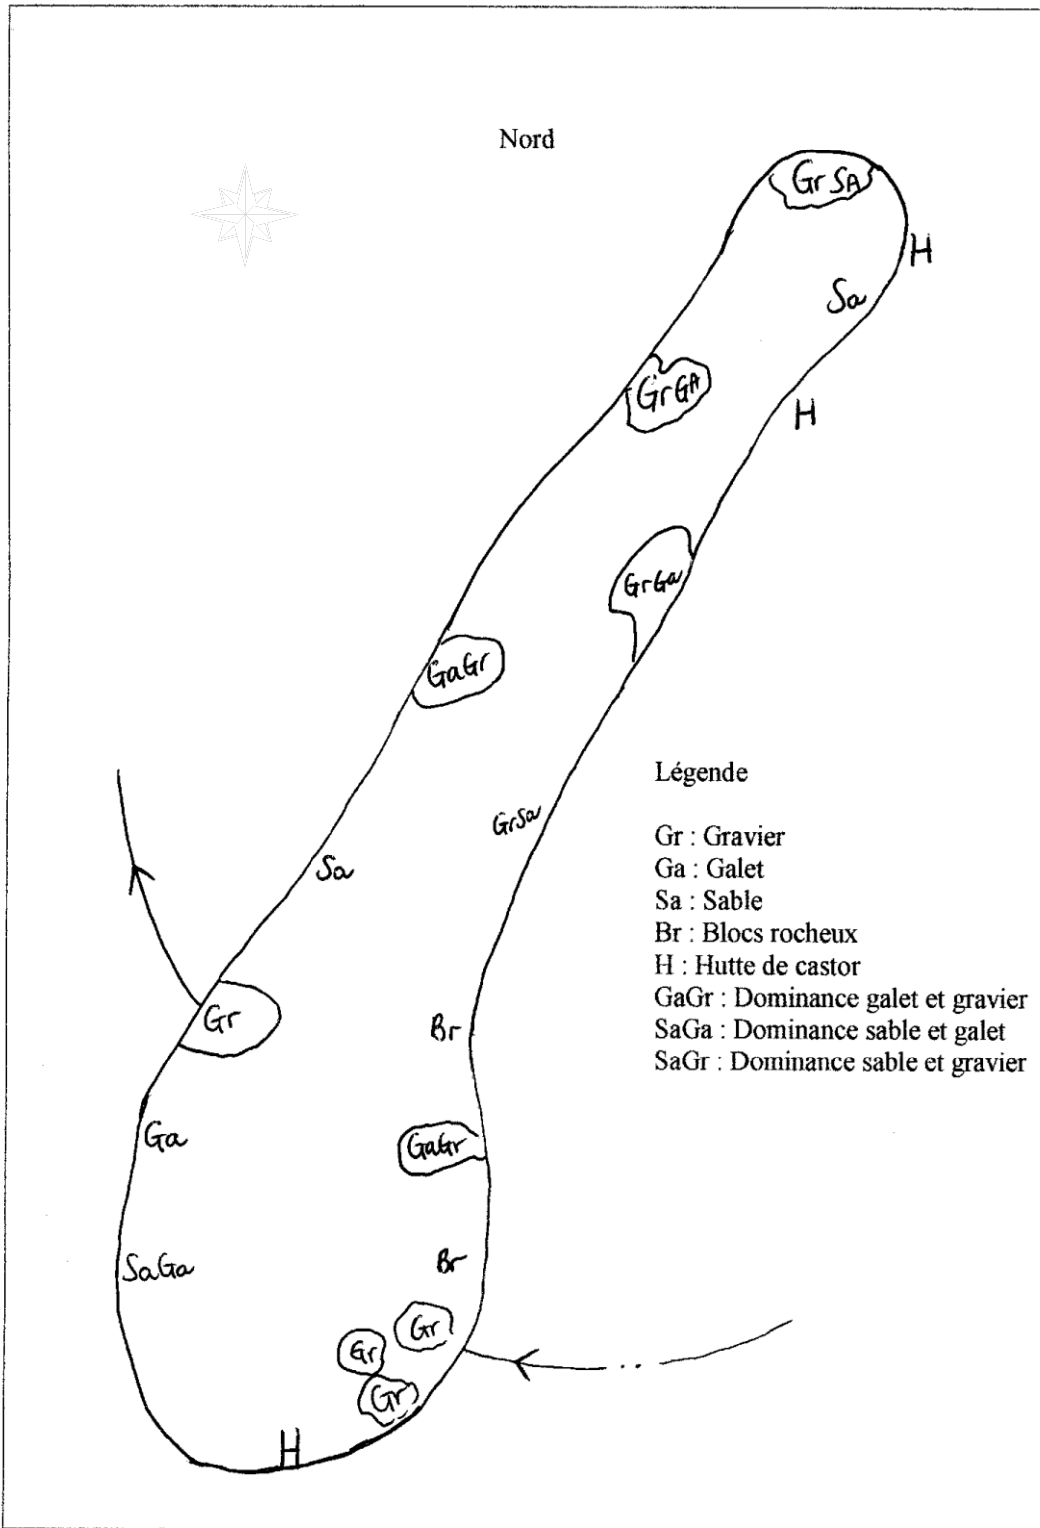 Nord
GrSA
H
Sa
GrGA
H
GrGa
GaGr
GrSa
Sa
Gr
Br
Ga
GaGr
SaGa
Br
Gr
Gr
Gr
H
Légende
Gr : Gravier
Ga : Galet
Sa : Sable
Br : Blocs rocheux
H : Hutte de castor
GaGr : Dominance galet et gravier
SaGa : Dominance sable et galet
SaGr : Dominance sable et gravier